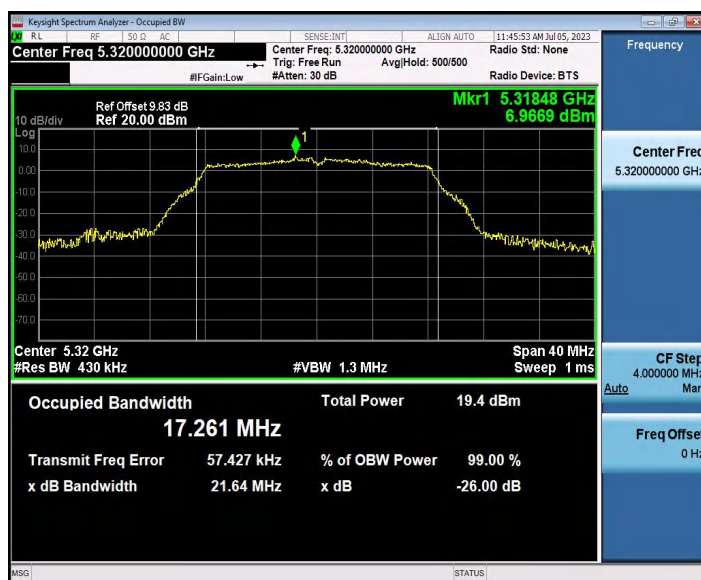 Keysight Spectrum Analyzer - Occupied BW
LXI RL RF 50 Ω AC SENSE:INT ALIGN AUTO 11:45:53 AM Jul 05, 2023
Center Freq 5.320000000 GHz
Center Freq: 5.320000000 GHz
Radio Std: None
Trig: Free Run Avg|Hold: 500/500
#IFGain:Low #Atten: 30 dB Radio Device: BTS
Ref Offset 9.83 dB
10 dB/div Ref 20.00 dBm
Mkr1 5.31848 GHz
6.9669 dBm
Log
1
10.0
0.00
-10.0
-20.0
-30.0
-40.0
-50.0
-60.0
-70.0
Center 5.32 GHz Span 40 MHz
#Res BW 430 kHz #VBW 1.3 MHz Sweep 1 ms
Occupied Bandwidth Total Power 19.4 dBm
17.261 MHz
Transmit Freq Error 57.427 kHz % of OBW Power 99.00 %
x dB Bandwidth 21.64 MHz x dB -26.00 dB
MSG STATUS
Frequency
Center Freq
5.320000000 GHz
CF Step
4.000000 MHz
Auto Man
Freq Offset
0 Hz